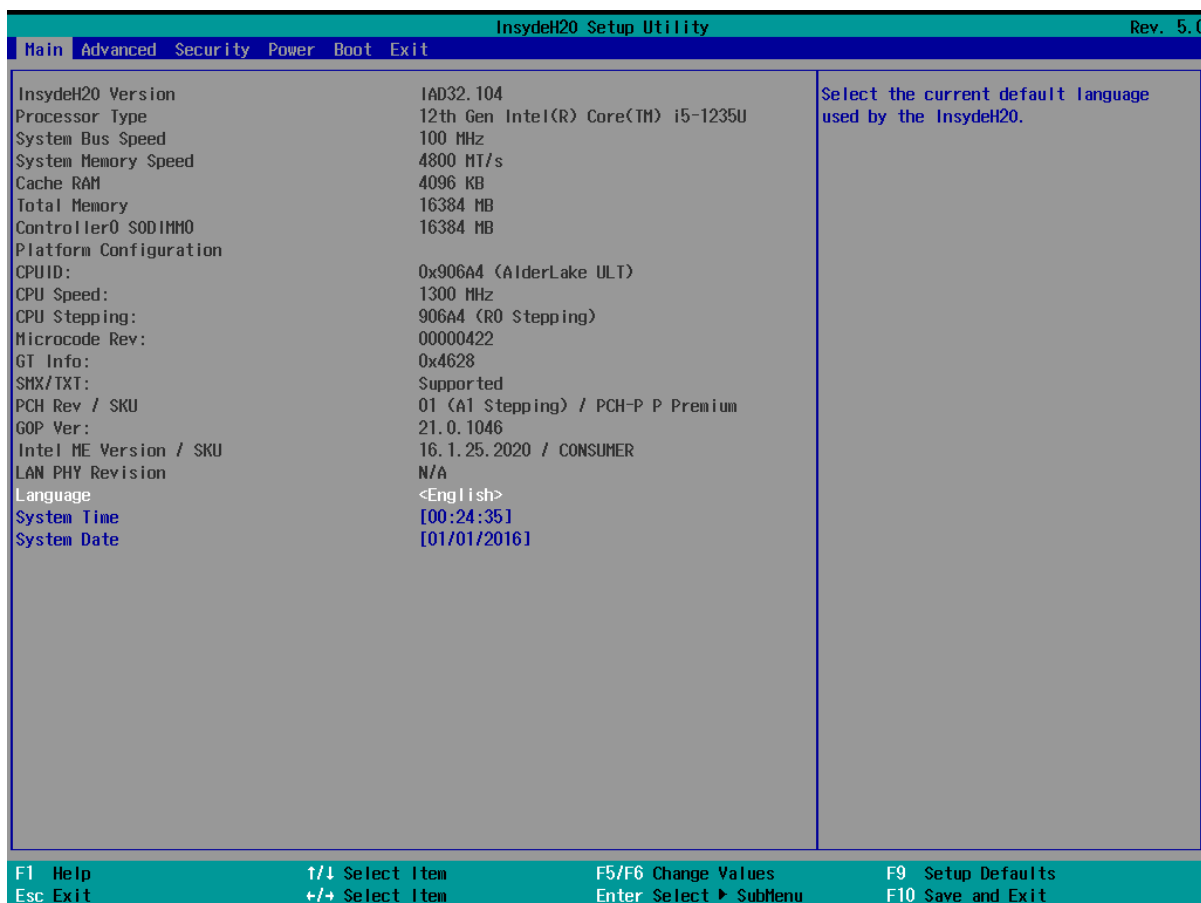 InsydeH20 Setup Utility Rev. 5.0
Main Advanced Security Power Boot Exit
InsydeH20 Version IAD32.104
Processor Type 12th Gen Intel(R) Core(TM) i5-1235U
System Bus Speed 100 MHz
System Memory Speed 4800 MT/s
Cache RAM 4096 KB
Total Memory 16384 MB
Controller0 SODIMM0 16384 MB
Platform Configuration
CPUID: 0x906A4 (AlderLake ULT)
CPU Speed: 1300 MHz
CPU Stepping: 906A4 (R0 Stepping)
Microcode Rev: 00000422
GT Info: 0x4628
SMX/TXT: Supported
PCH Rev / SKU 01 (A1 Stepping) / PCH-P P Premium
GOP Ver: 21.0.1046
Intel ME Version / SKU 16.1.25.2020 / CONSUMER
LAN PHY Revision N/A
Language <English>
System Time [00:24:35]
System Date [01/01/2016]
Select the current default language
used by the InsydeH20.
F1 Help ↑/↓ Select Item F5/F6 Change Values F9 Setup Defaults
Esc Exit ←/→ Select Item Enter Select ▶ SubMenu F10 Save and Exit